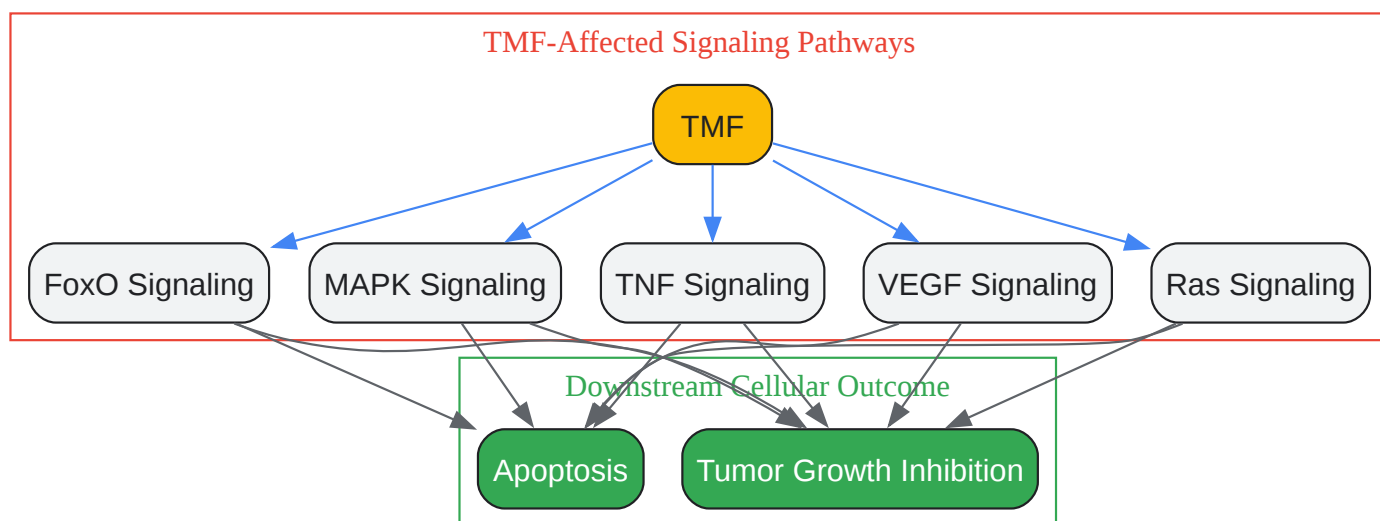 TMF-Affected Signaling Pathways
TMF
FoxO Signaling
MAPK Signaling
TNF Signaling
VEGF Signaling
Ras Signaling
Downstream Cellular Outcome
Apoptosis
Tumor Growth Inhibition